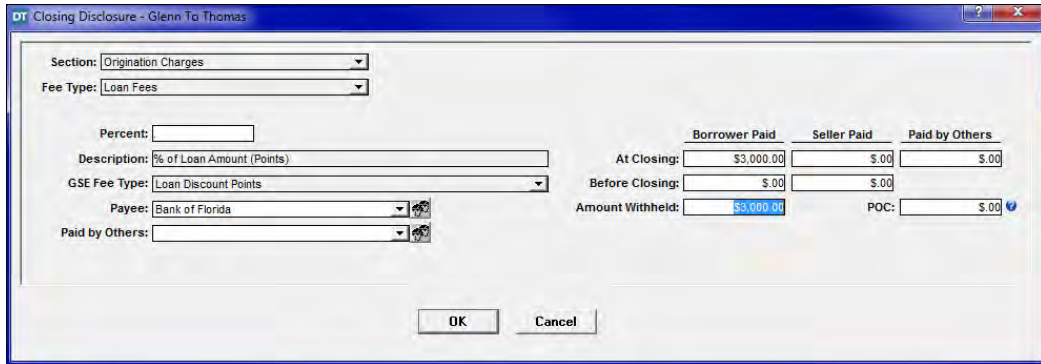 DT Closing Disclosure - Glenn To Thomas ? X
Section: Origination Charges
Fee Type: Loan Fees
Percent: Borrower Paid Seller Paid Paid by Others
Description: % of Loan Amount (Points) At Closing: $3,000.00 $.00 $.00
GSE Fee Type: Loan Discount Points Before Closing: $.00 $.00
Payee: Bank of Florida Amount Withheld: $3,000.00 POC: $.00 ?
Paid by Others:
OK Cancel